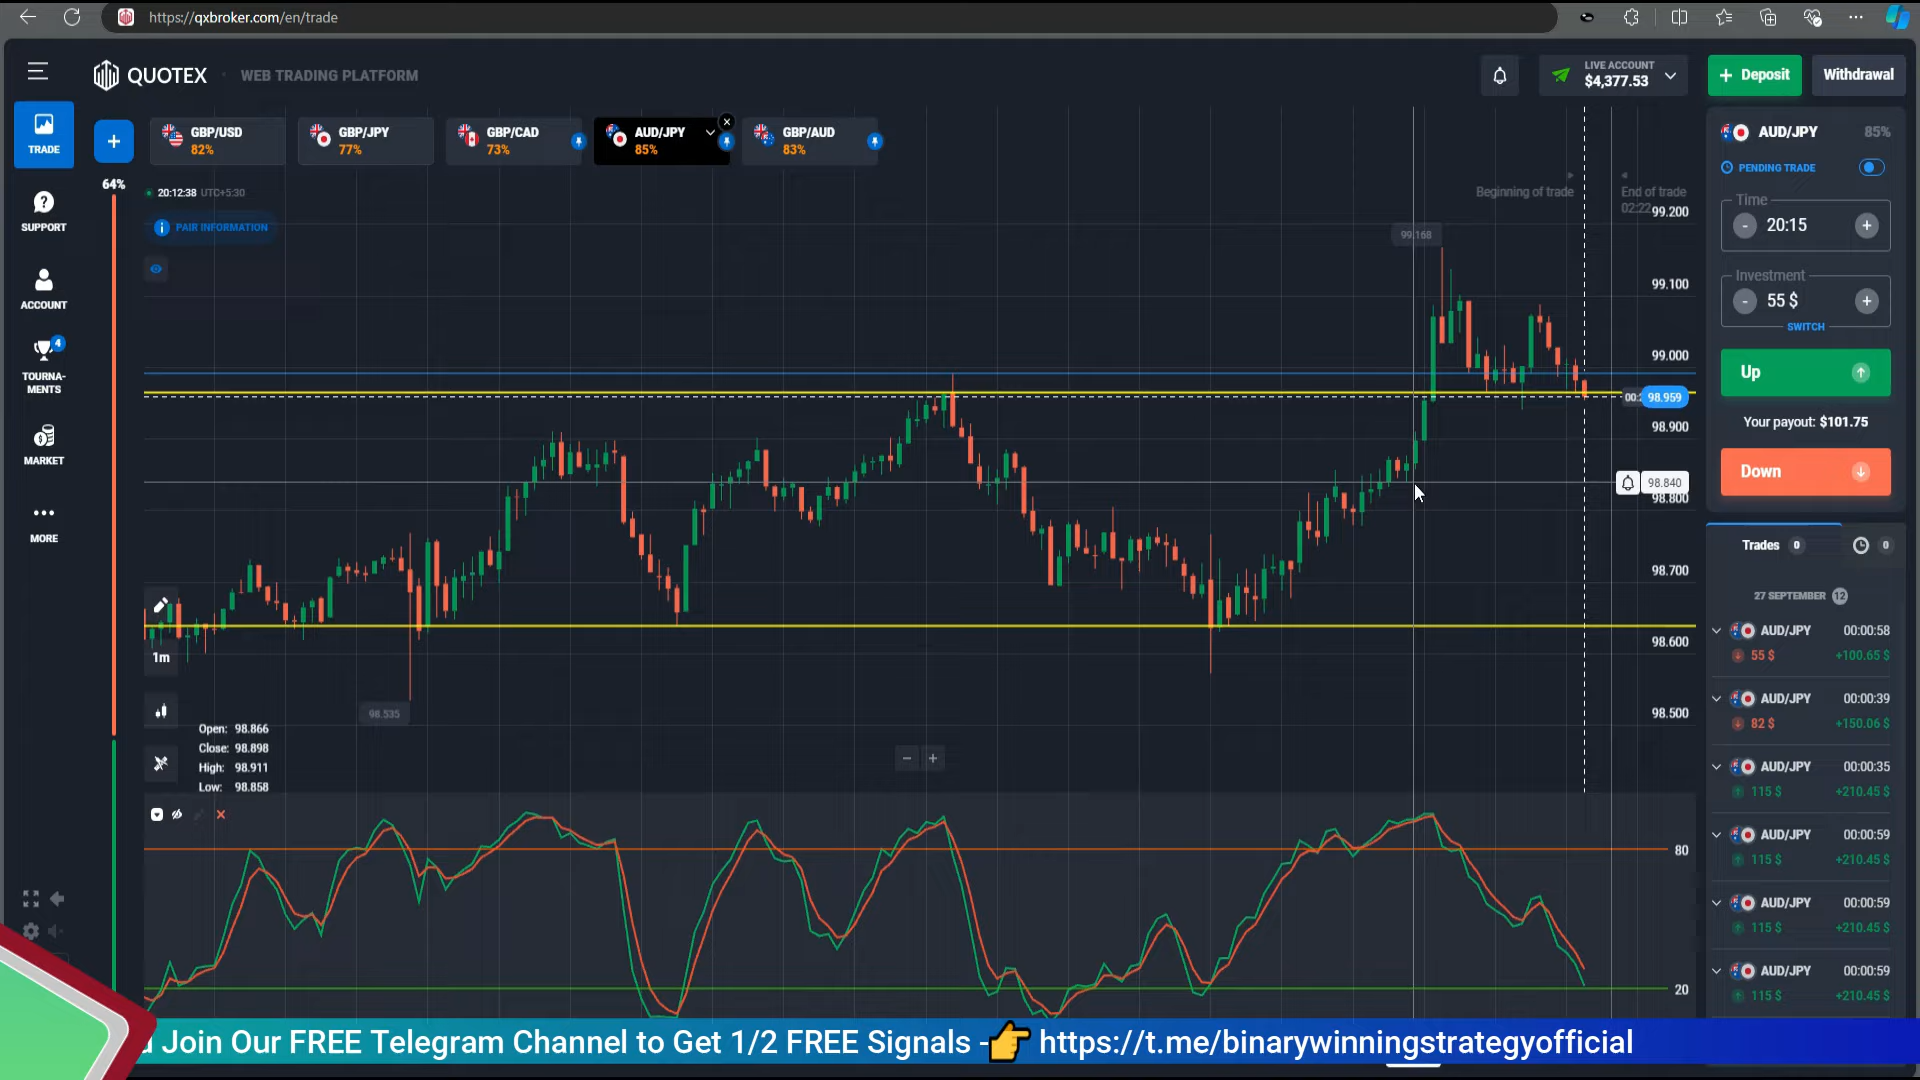 https://qxbroker.com/en/trade
QUOTEX
WEB TRADING PLATFORM
LIVE ACCOUNT
$4,377.53
+ Deposit
Withdrawal
TRADE
SUPPORT
ACCOUNT
4
TOURNA-
MENTS
MARKET
MORE
+
64%
GBP/USD
82%
GBP/JPY
77%
GBP/CAD
73%
AUD/JPY
85%
GBP/AUD
83%
20:12:38 UTC+5:30
PAIR INFORMATION
Beginning of trade
End of trade
02:22
99.168
98.535
99.200
99.100
99.000
98.959
98.900
98.840
98.800
98.700
98.600
98.500
1m
Open: 98.866
Close: 98.898
High: 98.911
Low: 98.858
80
20
AUD/JPY
85%
PENDING TRADE
Time
- 20:15 +
Investment
- 55 $ +
SWITCH
Up
Your payout: $101.75
Down
Trades 0
0
27 SEPTEMBER 12
AUD/JPY 00:00:58
55 $ +100.65 $
AUD/JPY 00:00:39
82 $ +150.06 $
AUD/JPY 00:00:35
115 $ +210.45 $
AUD/JPY 00:00:59
115 $ +210.45 $
AUD/JPY 00:00:59
115 $ +210.45 $
AUD/JPY 00:00:59
115 $ +210.45 $
Join Our FREE Telegram Channel to Get 1/2 FREE Signals -👉 https://t.me/binarywinningstrategyofficial